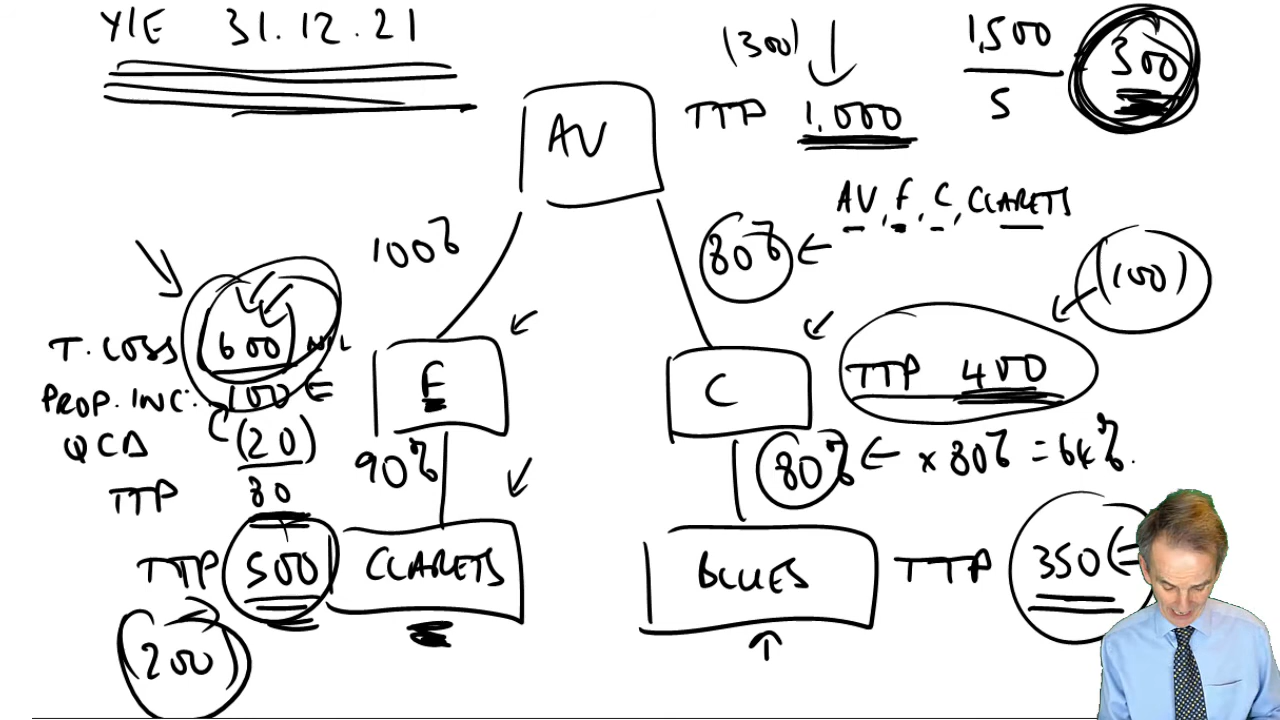 Y/E 31.12.21
(300)
1,500
5
300
TTP 1,000
AV
AV, F, C, CLARETS
100%
80%
(100)
T. LOSS 600 NIL
PROP. INC. 100
QCD (20)
TTP 80
F
C
TTP 400
90%
80% × 80% = 64%
TTP 500
CLARETS
BLUES
TTP 350
(200)